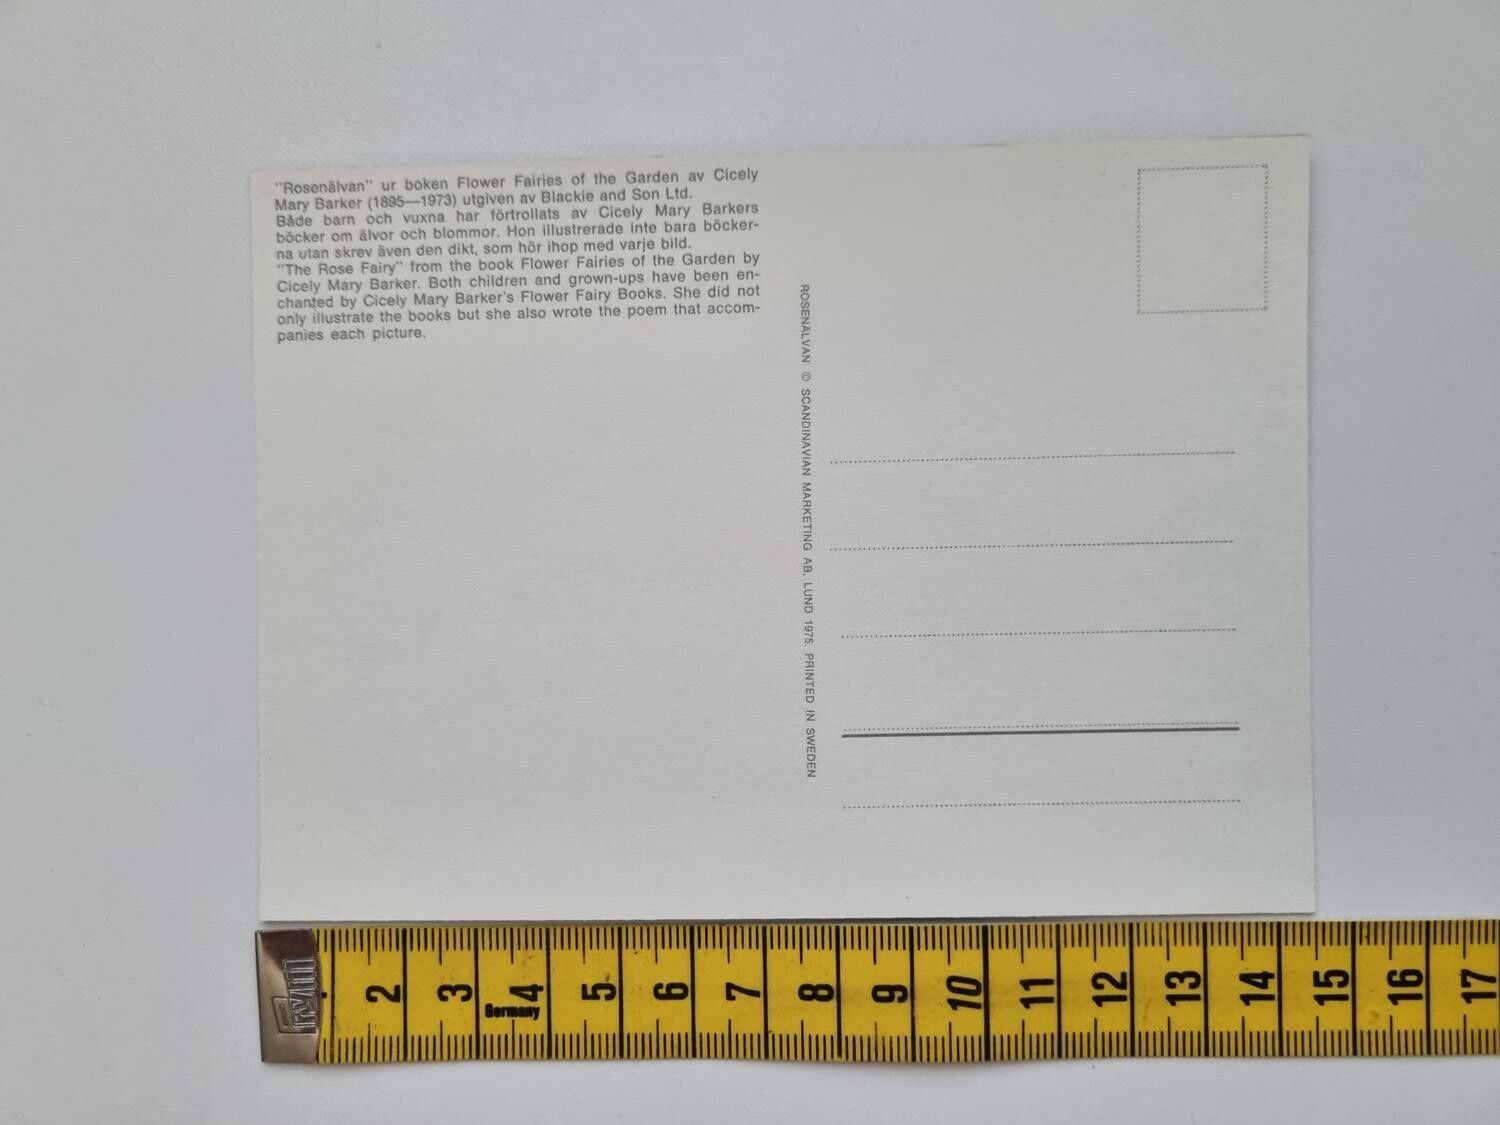 "Rosenälvan" ur boken Flower Fairies of the Garden av Cicely
Mary Barker (1895—1973) utgiven av Blackie and Son Ltd.
Både barn och vuxna har förtrollats av Cicely Mary Barkers
böcker om älvor och blommor. Hon illustrerade inte bara böcker-
na utan skrev även den dikt, som hör ihop med varje bild.
"The Rose Fairy" from the book Flower Fairies of the Garden by
Cicely Mary Barker. Both children and grown-ups have been en-
chanted by Cicely Mary Barker's Flower Fairy Books. She did not
only illustrate the books but she also wrote the poem that accom-
panies each picture.
ROSENÄLVAN © SCANDINAVIAN MARKETING AB, LUND 1975. PRINTED IN SWEDEN
2 3 4 5 6 7 8 9 10 11 12 13 14 15 16 17
Germany